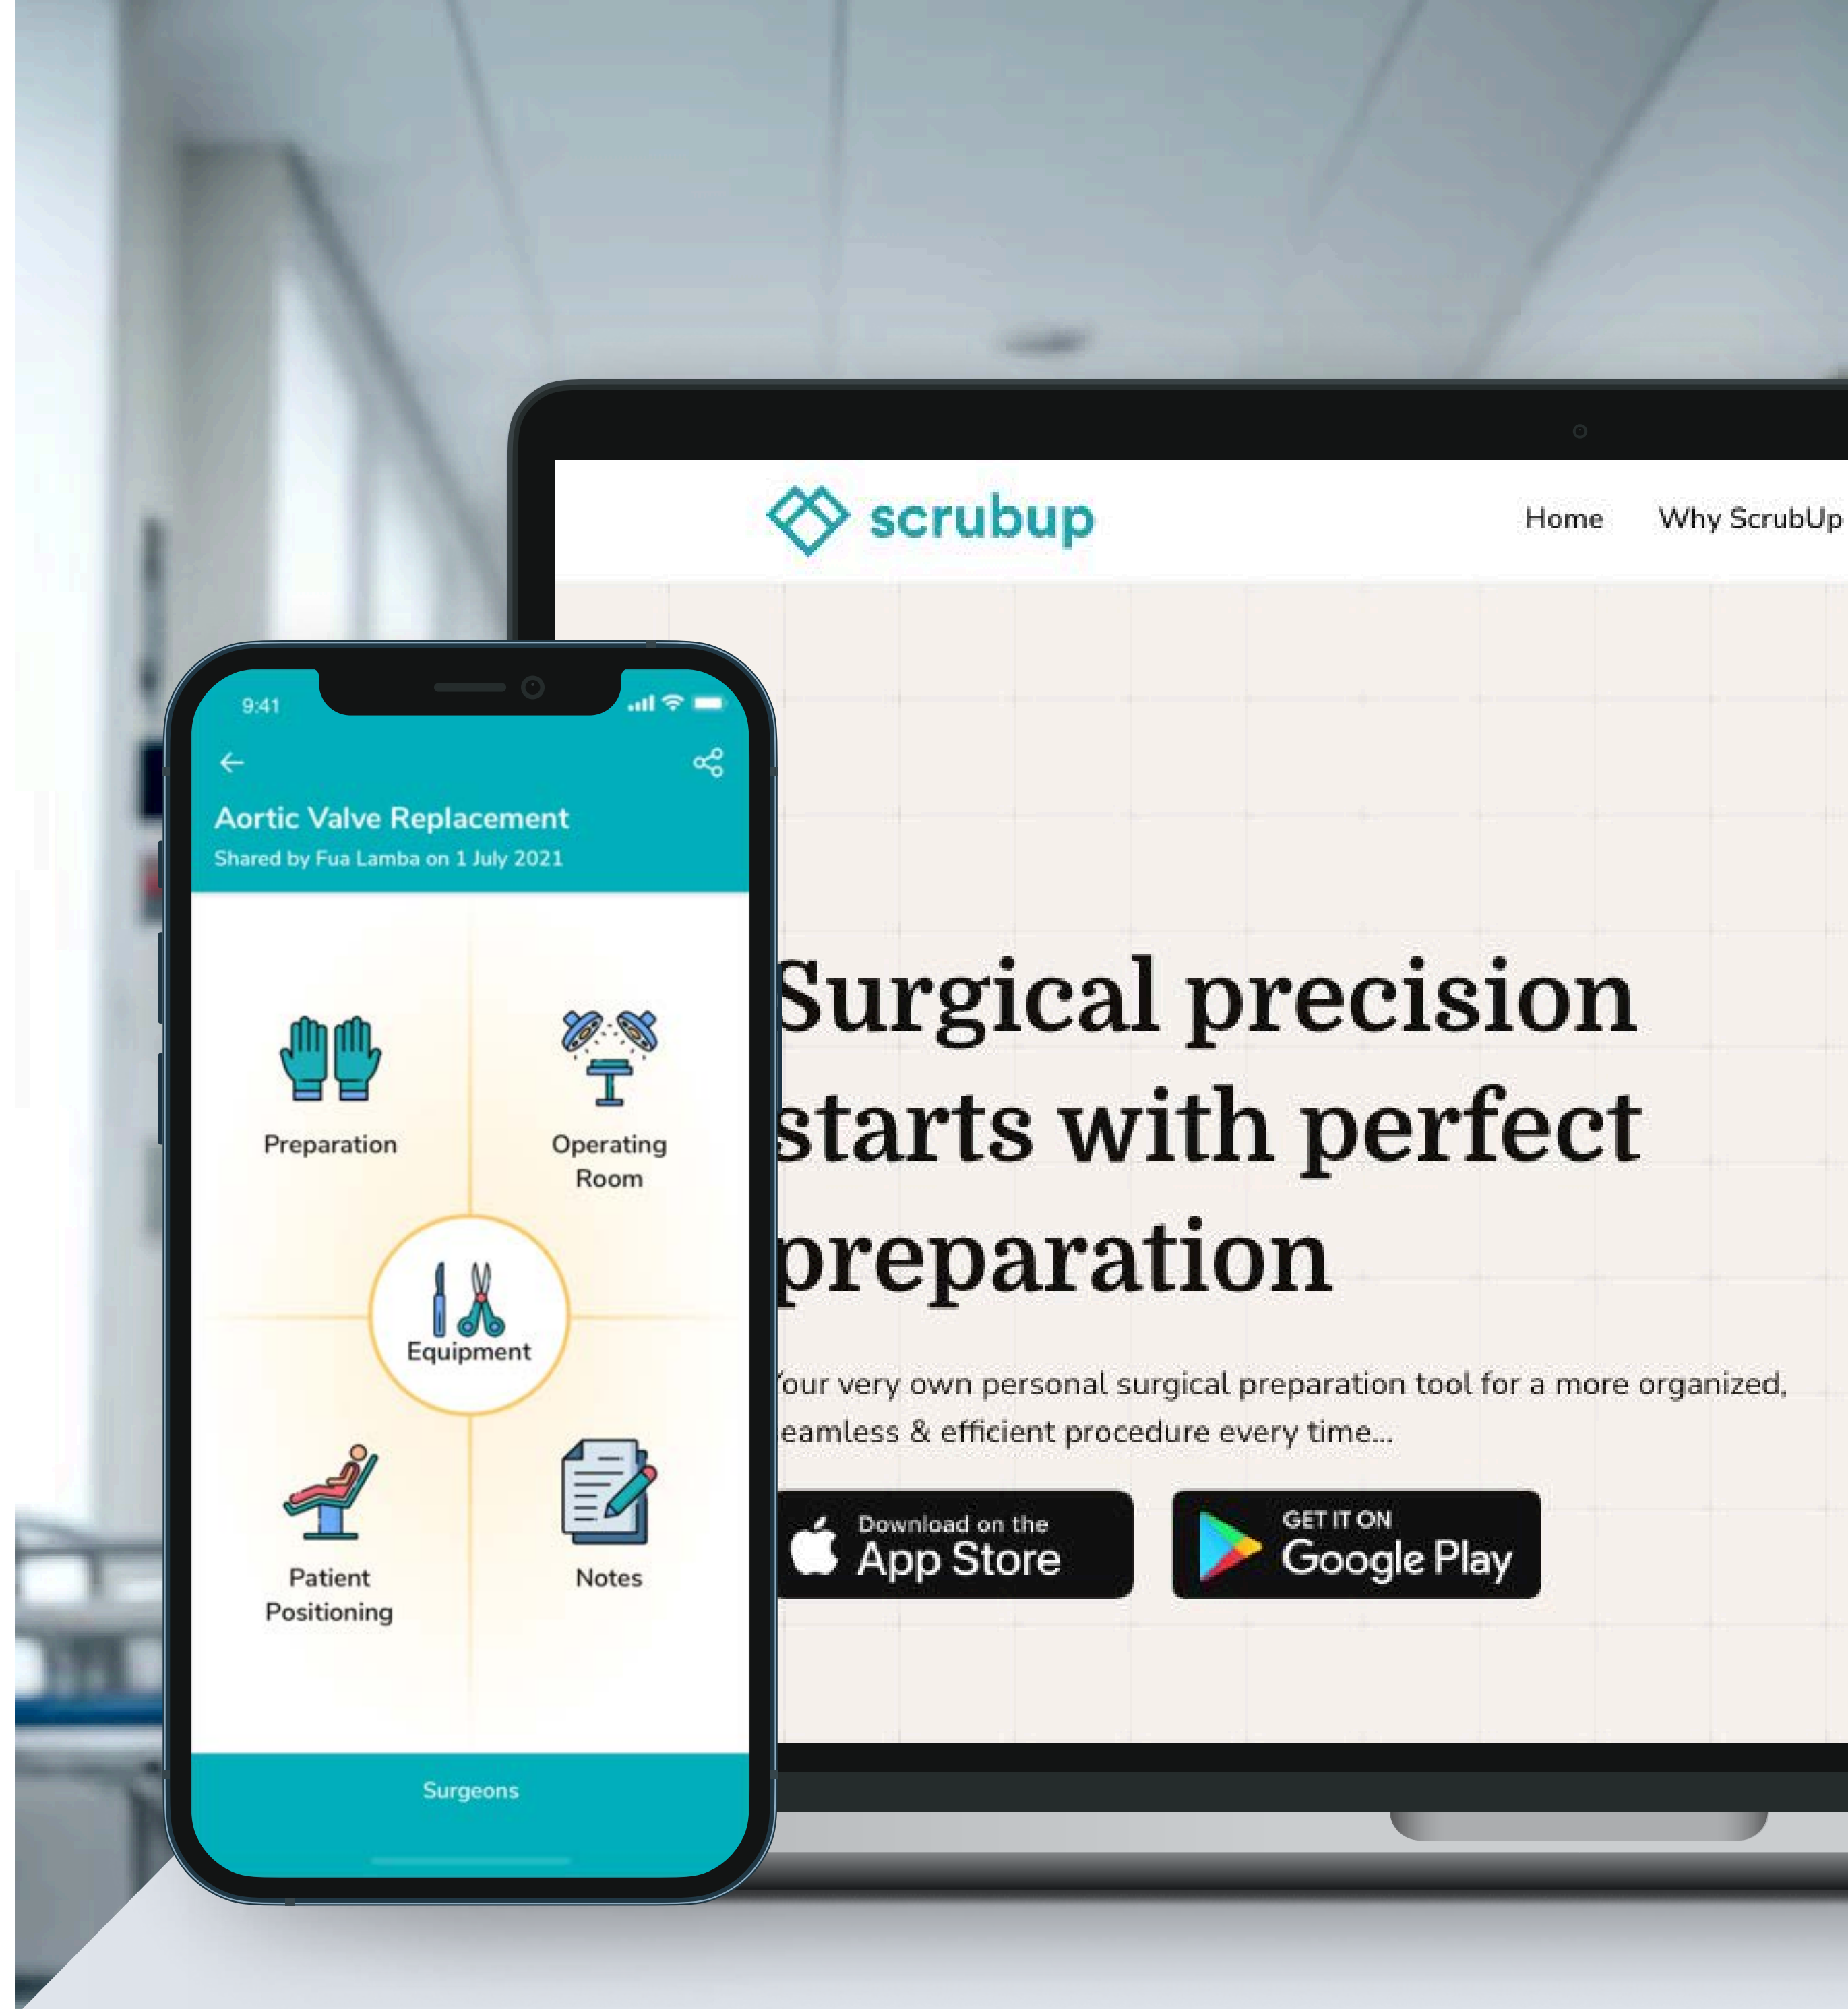 scrubup
Home
Why ScrubUp
Surgical precision
starts with perfect
preparation
our very own personal surgical preparation tool for a more organized,
eamless & efficient procedure every time...
Download on the
App Store
GET IT ON
Google Play
9:41
Aortic Valve Replacement
Shared by Fua Lamba on 1 July 2021
Preparation
Operating
Room
Equipment
Patient
Positioning
Notes
Surgeons